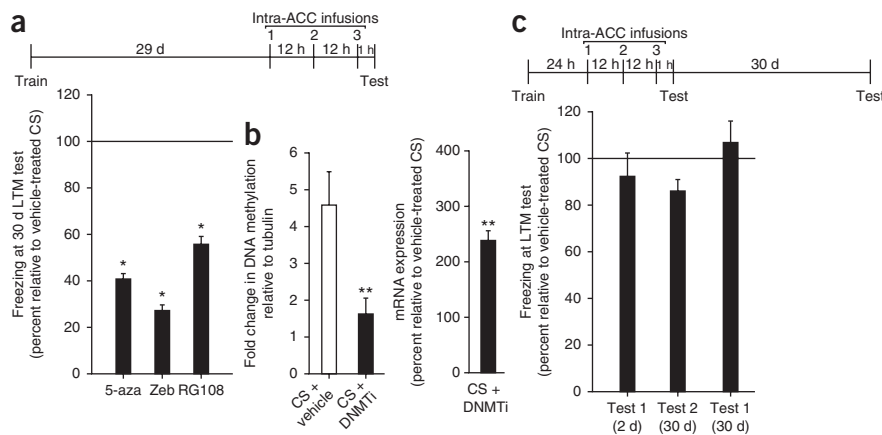 a
Intra-ACC infusions
1 2 3
29 d 12 h 12 h 1 h
Train Test
Freezing at 30 d LTM test
(percent relative to vehicle-treated CS)
120
100
80
60
40
20
0
* * *
5-aza Zeb RG108
b
Fold change in DNA methylation
relative to tubulin
6
5
4
3
2
1
0
**
CS +
vehicle
CS +
DNMTi
mRNA expression
(percent relative to vehicle-treated CS)
400
300
200
100
0
**
CS +
DNMTi
c
Intra-ACC infusions
1 2 3
24 h 12 h 12 h 1 h 30 d
Train Test Test
Freezing at LTM test
(percent relative to vehicle-treated CS)
120
100
80
60
40
20
0
Test 1
(2 d)
Test 2
(30 d)
Test 1
(30 d)